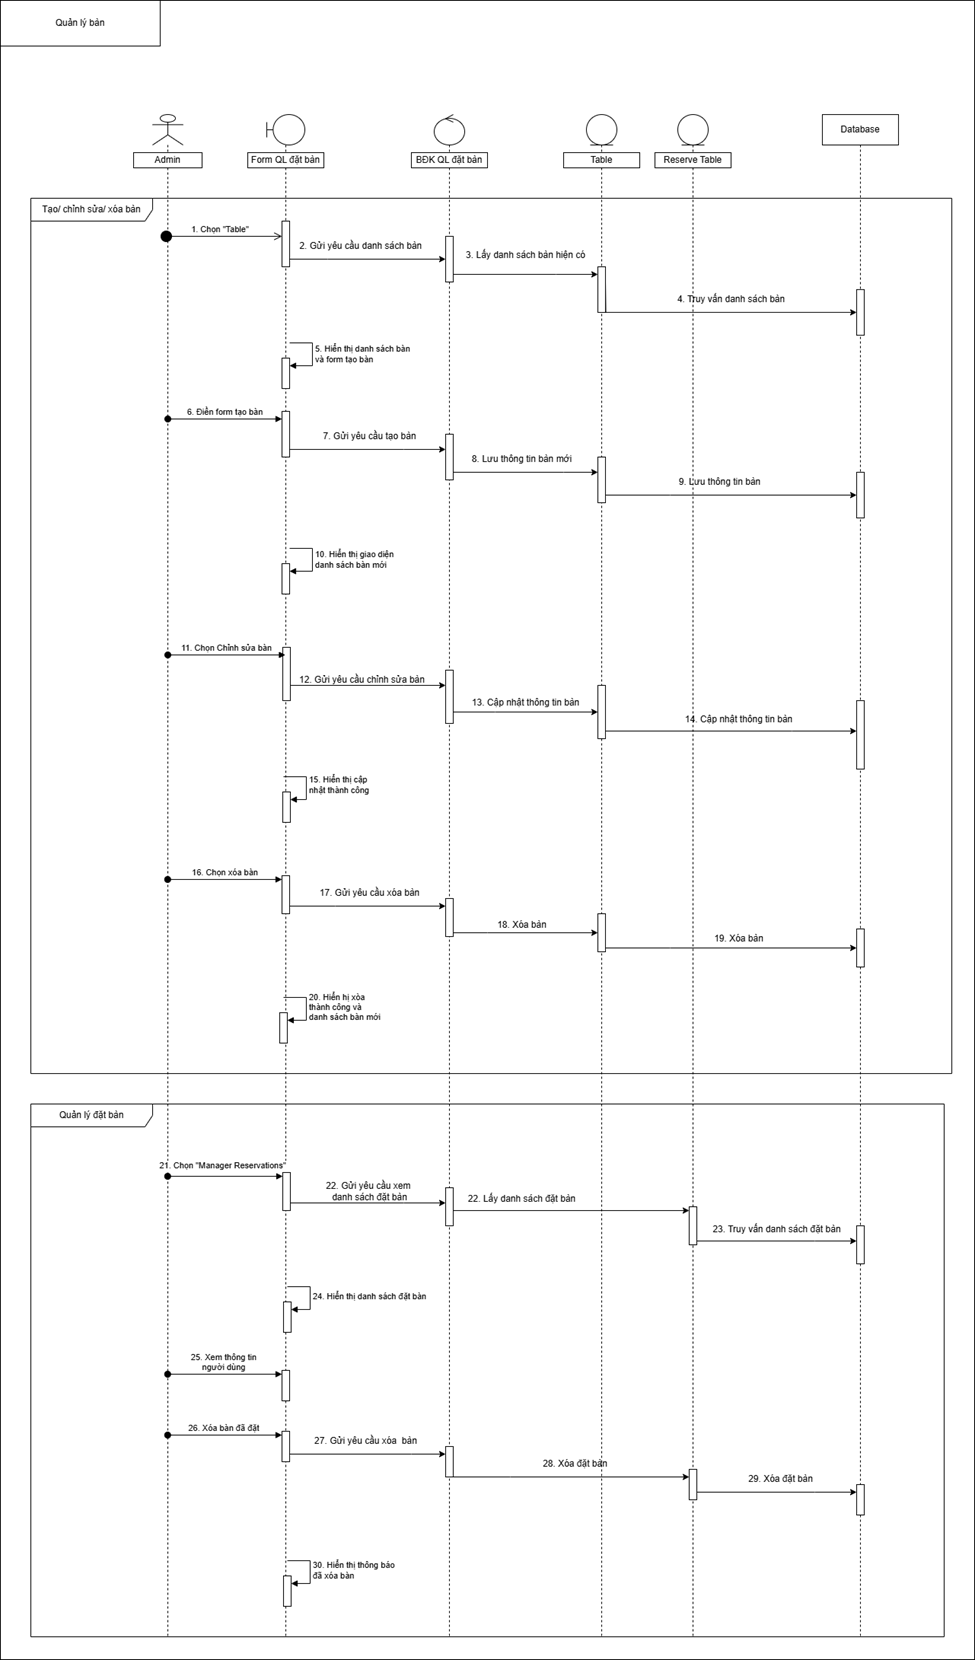 Quản lý bàn
Admin
Form QL đặt bàn
BĐK QL đặt bàn
Table
Reserve Table
Database
Tạo/ chỉnh sửa/ xóa bàn
1. Chọn "Table"
2. Gửi yêu cầu danh sách bàn
3. Lấy danh sách bàn hiện có
4. Truy vấn danh sách bàn
5. Hiển thị danh sách bàn
và form tạo bàn
6. Điền form tạo bàn
7. Gửi yêu cầu tạo bàn
8. Lưu thông tin bàn mới
9. Lưu thông tin bàn
10. Hiển thị giao diện
danh sách bàn mới
11. Chọn Chỉnh sửa bàn
12. Gửi yêu cầu chỉnh sửa bàn
13. Cập nhật thông tin bàn
14. Cập nhật thông tin bàn
15. Hiển thị cập
nhật thành công
16. Chọn xóa bàn
17. Gửi yêu cầu xóa bàn
18. Xóa bàn
19. Xóa bàn
20. Hiển hị xòa
thành công và
danh sách bàn mới
Quản lý đặt bàn
21. Chọn "Manager Reservations"
22. Gửi yêu cầu xem
danh sách đặt bàn
22. Lấy danh sách đặt bàn
23. Truy vấn danh sách đặt bàn
24. Hiển thị danh sách đặt bàn
25. Xem thông tin
người dùng
26. Xóa bàn đã đặt
27. Gửi yêu cầu xóa  bàn
28. Xóa đặt bàn
29. Xóa đặt bàn
30. Hiển thị thông báo
đã xóa bàn